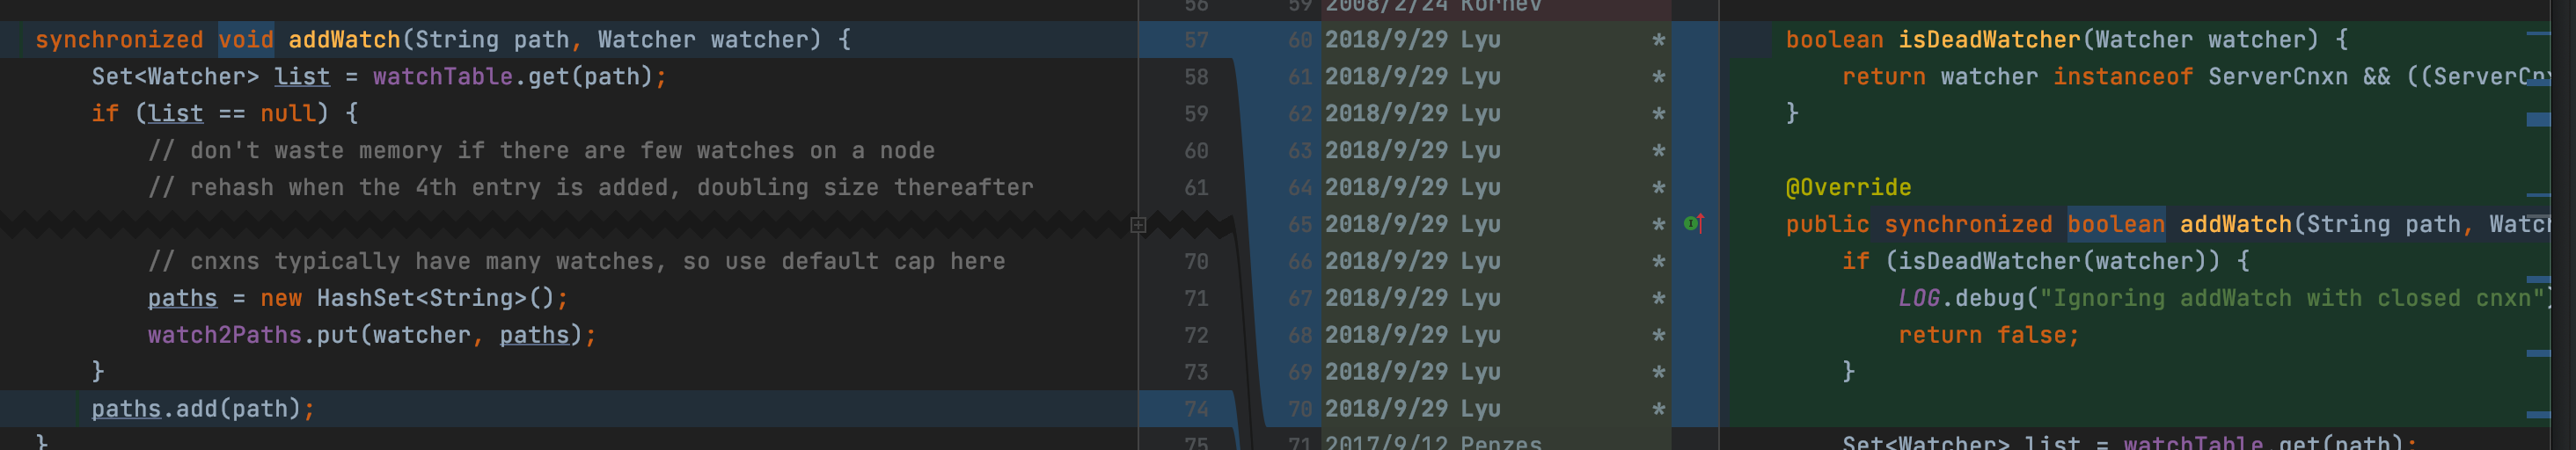 synchronized void addWatch(String path, Watcher watcher) {
Set<Watcher> list = watchTable.get(path);
if (list == null) {
// don't waste memory if there are few watches on a node
// rehash when the 4th entry is added, doubling size thereafter
// cnxns typically have many watches, so use default cap here
paths = new HashSet<String>();
watch2Paths.put(watcher, paths);
}
paths.add(path);
}
56 59 2008/2/24 Kornev
57 60 2018/9/29 Lyu *
58 61 2018/9/29 Lyu *
59 62 2018/9/29 Lyu *
60 63 2018/9/29 Lyu *
61 64 2018/9/29 Lyu *
65 2018/9/29 Lyu *
70 66 2018/9/29 Lyu *
71 67 2018/9/29 Lyu *
72 68 2018/9/29 Lyu *
73 69 2018/9/29 Lyu *
74 70 2018/9/29 Lyu *
75 71 2017/9/12 Penzes
boolean isDeadWatcher(Watcher watcher) {
return watcher instanceof ServerCnxn && ((ServerCnx
}
@Override
public synchronized boolean addWatch(String path, Watch
if (isDeadWatcher(watcher)) {
LOG.debug("Ignoring addWatch with closed cnxn")
return false;
}
Set<Watcher> list = watchTable.get(path);